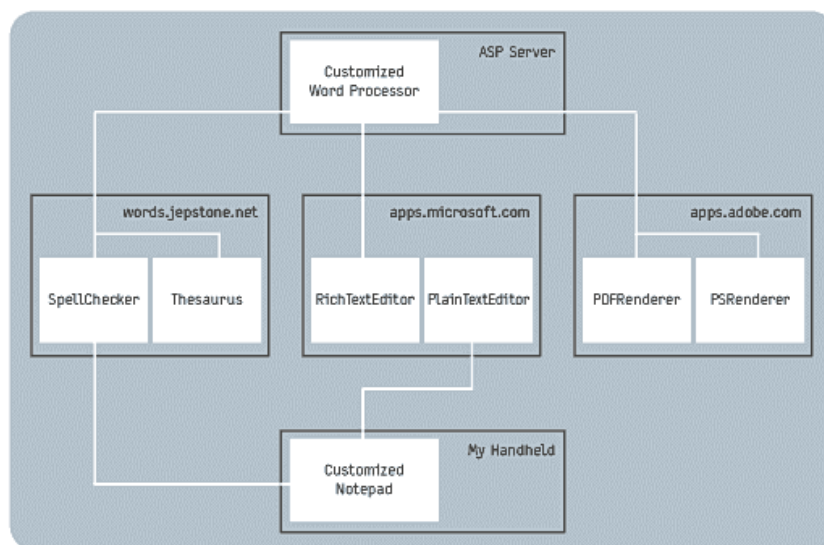 ASP Server
Customized
Word Processor
words.jepstone.net
apps.microsoft.com
apps.adobe.com
SpellChecker
Thesaurus
RichTextEditor
PlainTextEditor
PDFRenderer
PSRenderer
My Handheld
Customized
Notepad